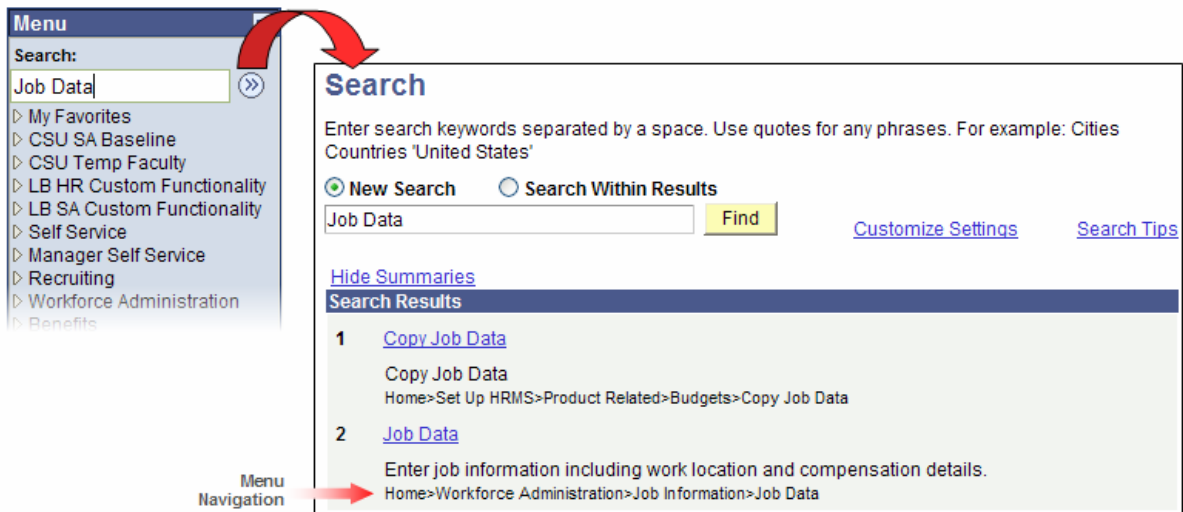 Menu
Search:
Job Data
My Favorites
CSU SA Baseline
CSU Temp Faculty
LB HR Custom Functionality
LB SA Custom Functionality
Self Service
Manager Self Service
Recruiting
Workforce Administration
Benefits
Search
Enter search keywords separated by a space. Use quotes for any phrases. For example: Cities
Countries 'United States'
New Search Search Within Results
Job Data Find Customize Settings Search Tips
Hide Summaries
Search Results
1 Copy Job Data
Copy Job Data
Home>Set Up HRMS>Product Related>Budgets>Copy Job Data
2 Job Data
Enter job information including work location and compensation details.
Home>Workforce Administration>Job Information>Job Data
Menu
Navigation